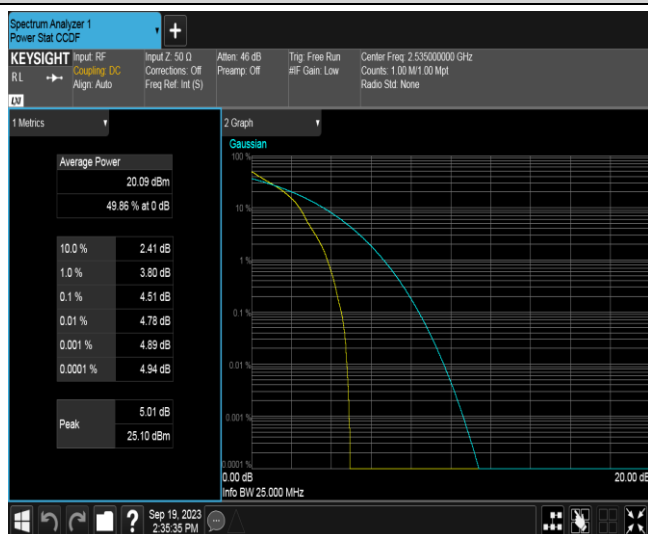 Spectrum Analyzer 1
Power Stat CCDF
KEYSIGHT
RL
LXI
Input: RF
Coupling: DC
Align: Auto
Input Z: 50 Ω
Corrections: Off
Freq Ref: Int (S)
Atten: 46 dB
Preamp: Off
Trig: Free Run
#IF Gain: Low
Center Freq: 2.535000000 GHz
Counts: 1.00 M/1.00 Mpt
Radio Std: None
1 Metrics
Average Power
20.09 dBm
49.86 % at 0 dB
10.0 % 2.41 dB
1.0 % 3.80 dB
0.1 % 4.51 dB
0.01 % 4.78 dB
0.001 % 4.89 dB
0.0001 % 4.94 dB
Peak
5.01 dB
25.10 dBm
2 Graph
Gaussian
100 %
10 %
1 %
0.1 %
0.01 %
0.001 %
0.0001 %
0.00 dB
20.00 dB
Info BW 25.000 MHz
?
Sep 19, 2023
2:35:35 PM